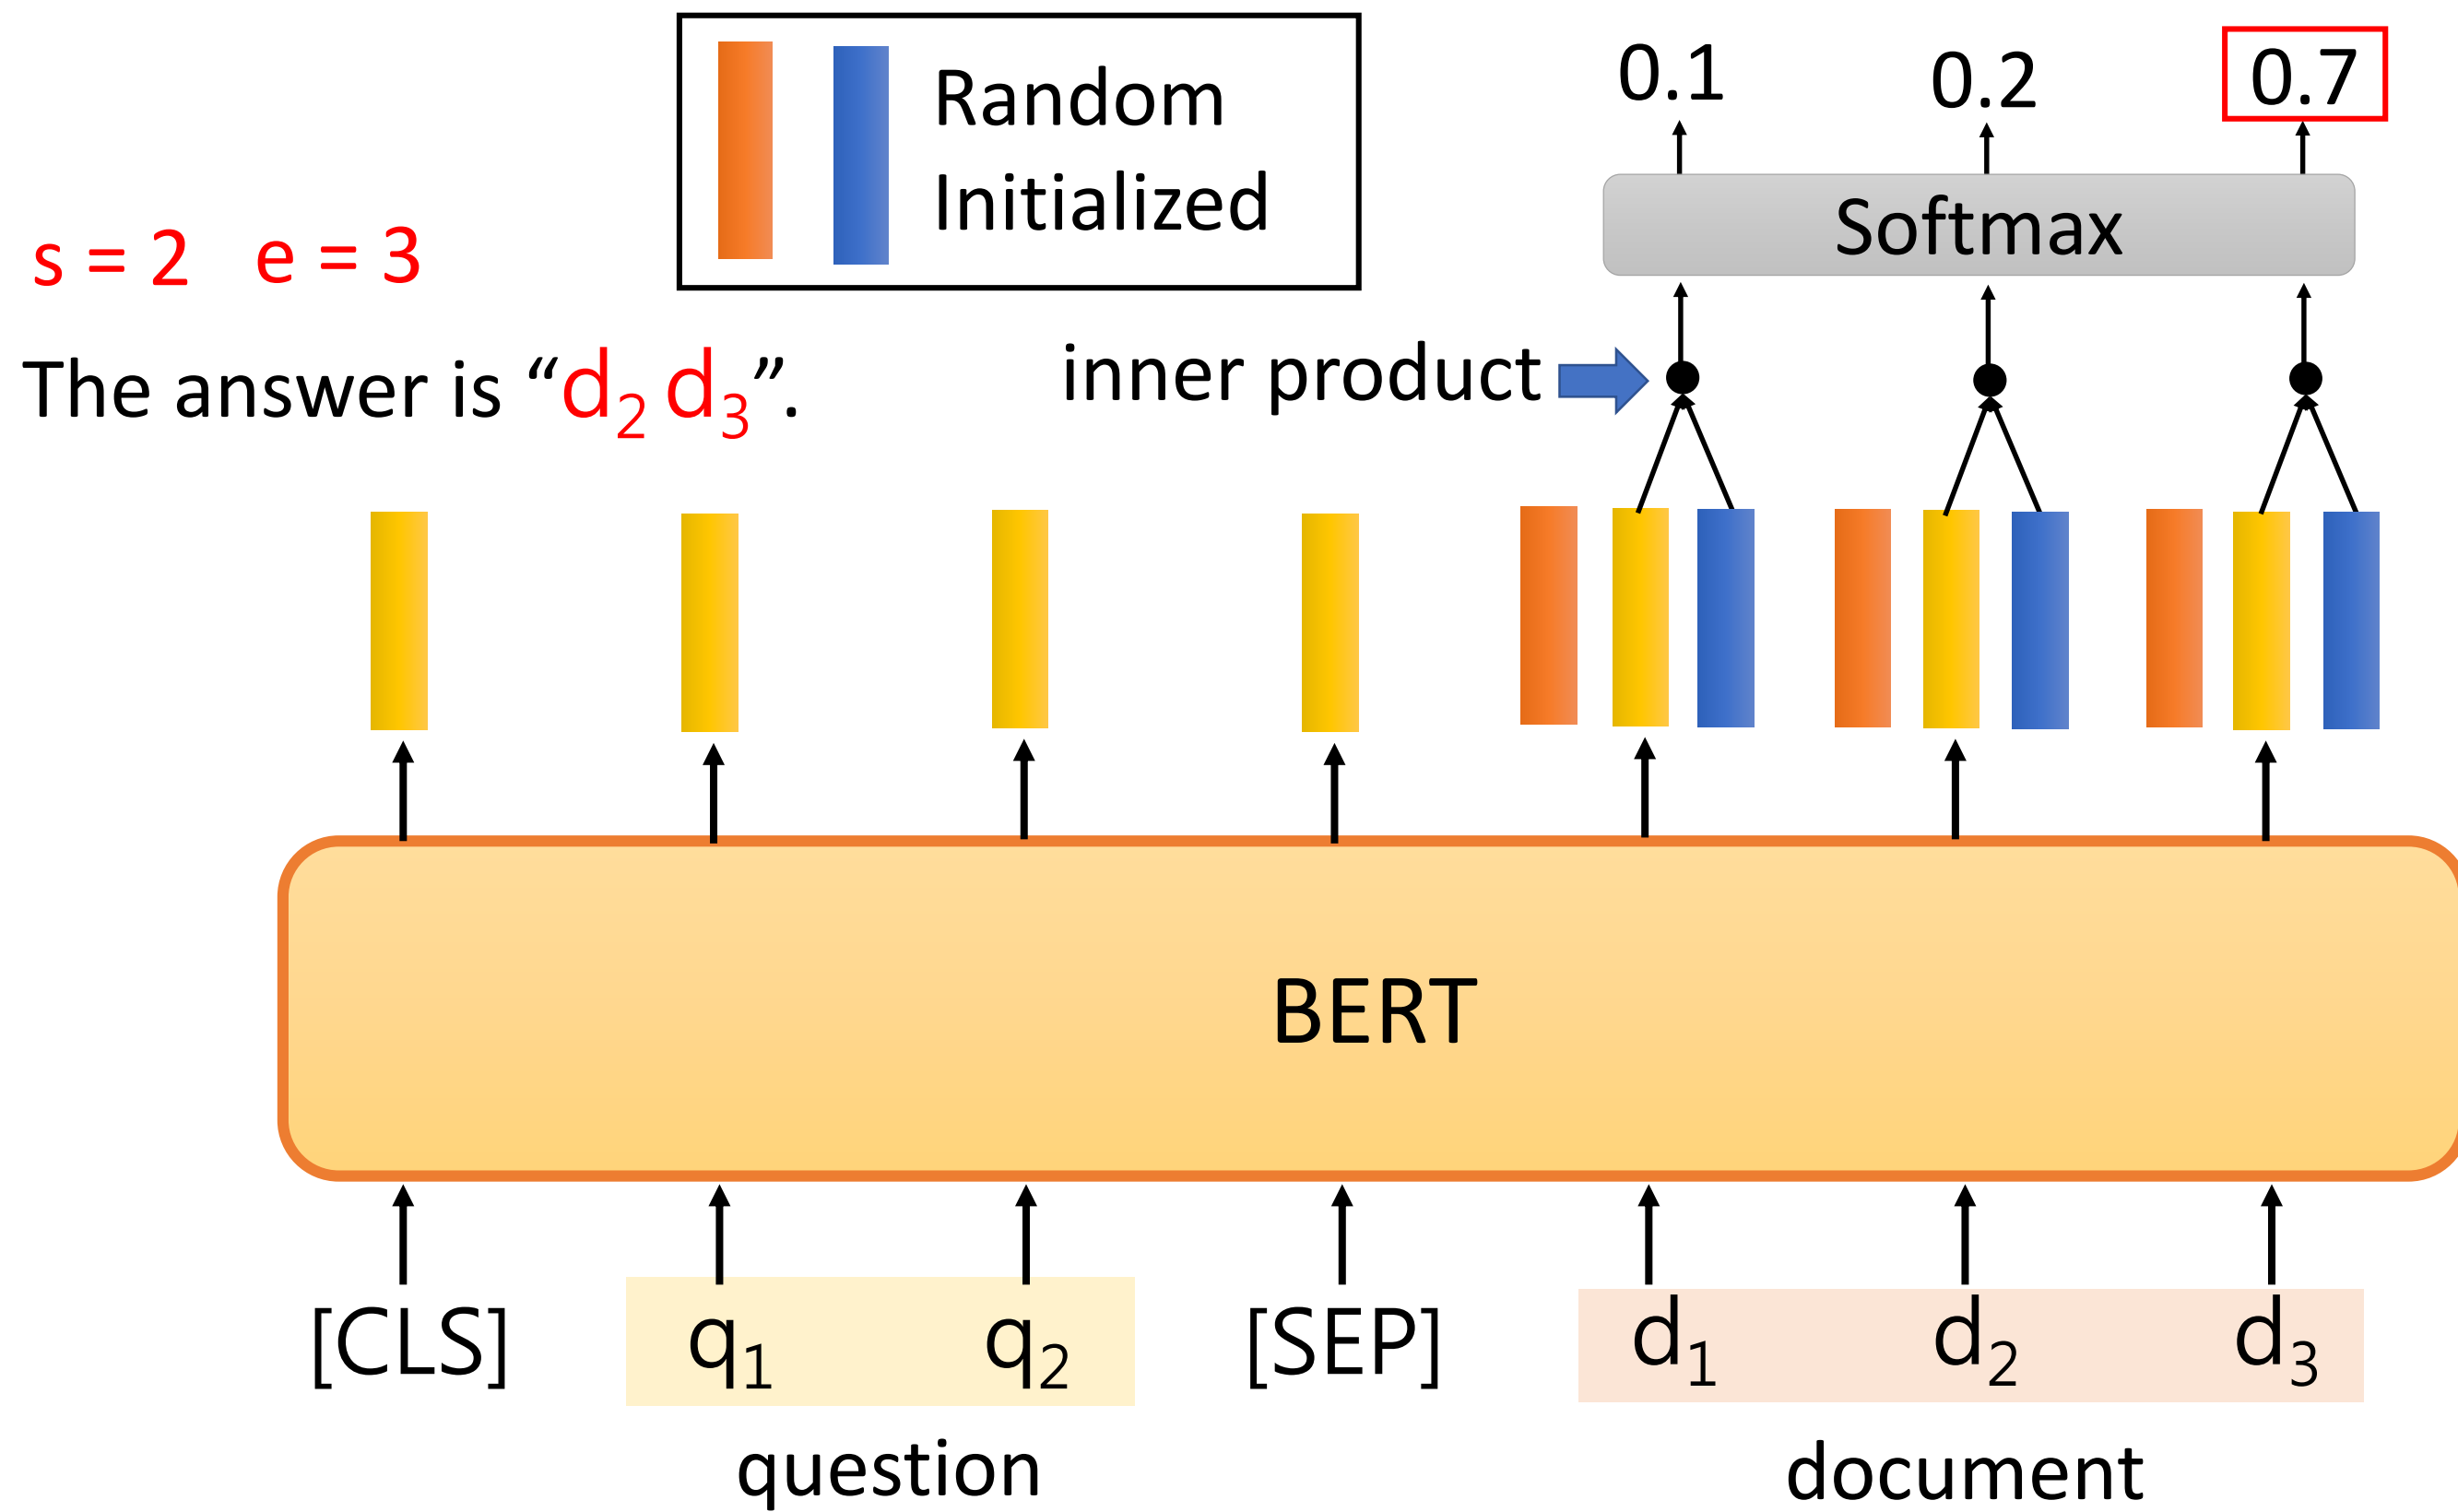 Random
Initialized
0.1 0.2 0.7
Softmax
s = 2 e = 3
The answer is “d2 d3”.
inner product
BERT
[CLS] q1 q2 [SEP] d1 d2 d3
question document